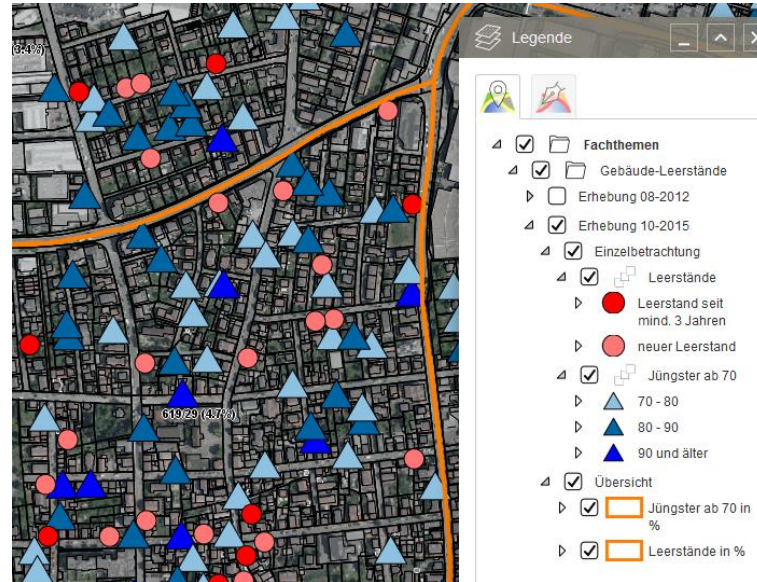 3.4%)
619/29 (4.7%)
Legende
Fachthemen
Gebäude-Leerstände
Erhebung 08-2012
Erhebung 10-2015
Einzelbetrachtung
Leerstände
Leerstand seit
mind. 3 Jahren
neuer Leerstand
Jüngster ab 70
70 - 80
80 - 90
90 und älter
Übersicht
Jüngster ab 70 in
%
Leerstände in %